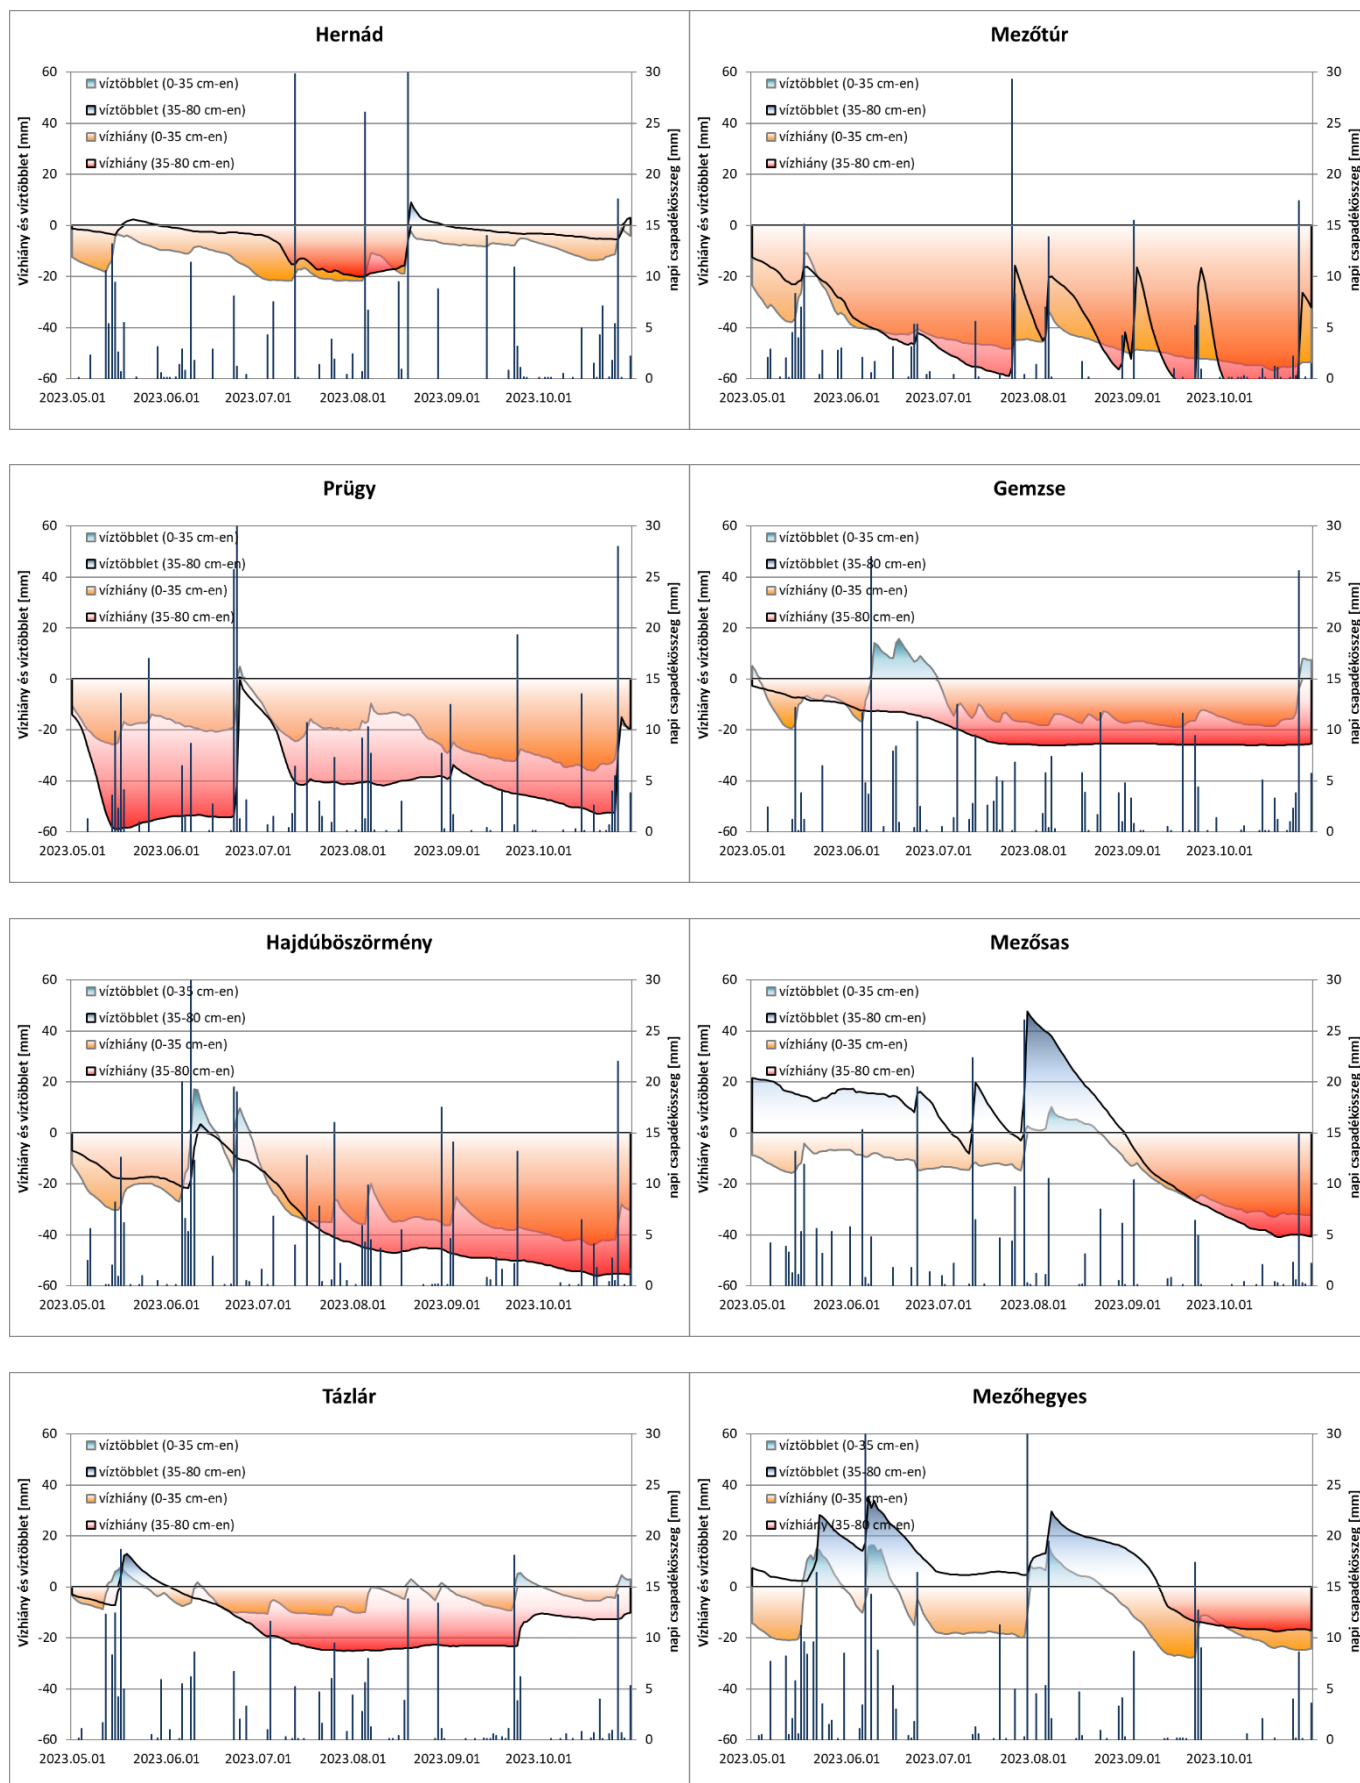 Hernád
60
40
20
0
-20
-40
-60
30
25
20
15
10
5
0
víztöbblet (0-35 cm-en)
víztöbblet (35-80 cm-en)
vízhiány (0-35 cm-en)
vízhiány (35-80 cm-en)
Vízhiány és víztöbblet [mm]
napi csapadékösszeg [mm]
2023.05.01 2023.06.01 2023.07.01 2023.08.01 2023.09.01 2023.10.01
Mezőtúr
60
40
20
0
-20
-40
-60
30
25
20
15
10
5
0
víztöbblet (0-35 cm-en)
víztöbblet (35-80 cm-en)
vízhiány (0-35 cm-en)
vízhiány (35-80 cm-en)
Vízhiány és víztöbblet [mm]
napi csapadékösszeg [mm]
2023.05.01 2023.06.01 2023.07.01 2023.08.01 2023.09.01 2023.10.01
Prügy
60
40
20
0
-20
-40
-60
30
25
20
15
10
5
0
víztöbblet (0-35 cm-en)
víztöbblet (35-80 cm-en)
vízhiány (0-35 cm-en)
vízhiány (35-80 cm-en)
Vízhiány és víztöbblet [mm]
napi csapadékösszeg [mm]
2023.05.01 2023.06.01 2023.07.01 2023.08.01 2023.09.01 2023.10.01
Gemzse
60
40
20
0
-20
-40
-60
30
25
20
15
10
5
0
víztöbblet (0-35 cm-en)
víztöbblet (35-80 cm-en)
vízhiány (0-35 cm-en)
vízhiány (35-80 cm-en)
Vízhiány és víztöbblet [mm]
napi csapadékösszeg [mm]
2023.05.01 2023.06.01 2023.07.01 2023.08.01 2023.09.01 2023.10.01
Hajdúböszörmény
60
40
20
0
-20
-40
-60
30
25
20
15
10
5
0
víztöbblet (0-35 cm-en)
víztöbblet (35-80 cm-en)
vízhiány (0-35 cm-en)
vízhiány (35-80 cm-en)
Vízhiány és víztöbblet [mm]
napi csapadékösszeg [mm]
2023.05.01 2023.06.01 2023.07.01 2023.08.01 2023.09.01 2023.10.01
Mezősas
60
40
20
0
-20
-40
-60
30
25
20
15
10
5
0
víztöbblet (0-35 cm-en)
víztöbblet (35-80 cm-en)
vízhiány (0-35 cm-en)
vízhiány (35-80 cm-en)
Vízhiány és víztöbblet [mm]
napi csapadékösszeg [mm]
2023.05.01 2023.06.01 2023.07.01 2023.08.01 2023.09.01 2023.10.01
Tázlár
60
40
20
0
-20
-40
-60
30
25
20
15
10
5
0
víztöbblet (0-35 cm-en)
víztöbblet (35-80 cm-en)
vízhiány (0-35 cm-en)
vízhiány (35-80 cm-en)
Vízhiány és víztöbblet [mm]
napi csapadékösszeg [mm]
2023.05.01 2023.06.01 2023.07.01 2023.08.01 2023.09.01 2023.10.01
Mezőhegyes
60
40
20
0
-20
-40
-60
30
25
20
15
10
5
0
víztöbblet (0-35 cm-en)
víztöbblet (35-80 cm-en)
vízhiány (0-35 cm-en)
vízhiány (35-80 cm-en)
Vízhiány és víztöbblet [mm]
napi csapadékösszeg [mm]
2023.05.01 2023.06.01 2023.07.01 2023.08.01 2023.09.01 2023.10.01